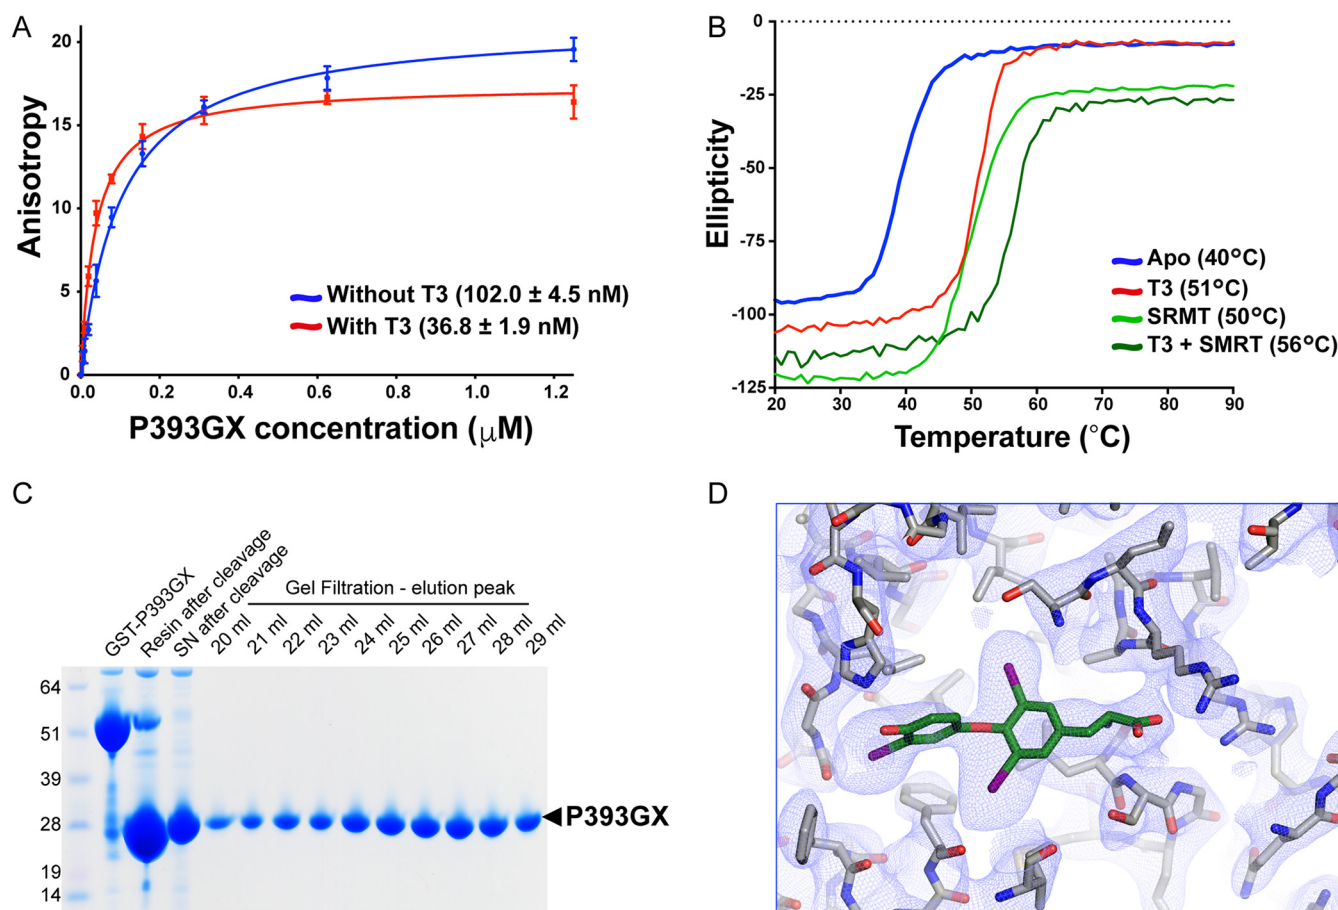 A
Anisotropy
20
15
10
5
0
0.0
0.2
0.4
0.6
0.8
1.0
1.2
P393GX concentration (μM)
Without T3 (102.0 ± 4.5 nM)
With T3 (36.8 ± 1.9 nM)
B
Ellipticity
0
-25
-50
-75
-100
-125
20
30
40
50
60
70
80
90
Temperature (°C)
Apo (40°C)
T3 (51°C)
SRMT (50°C)
T3 + SMRT (56°C)
C
GST-P393GX
Resin after cleavage
SN after cleavage
Gel Filtration - elution peak
20 ml
21 ml
22 ml
23 ml
24 ml
25 ml
26 ml
27 ml
28 ml
29 ml
64
51
39
28
19
14
P393GX
D